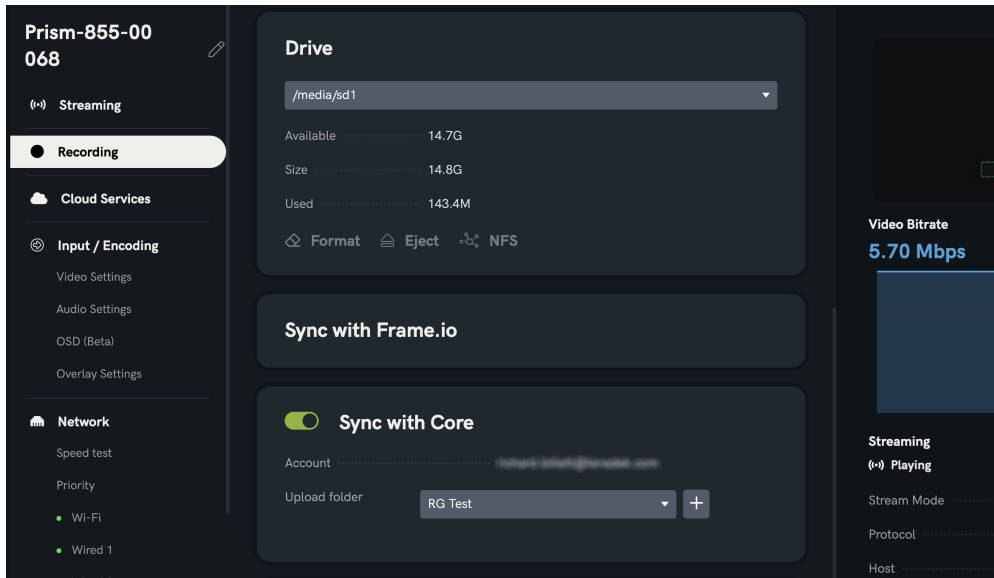 Prism-855-00
068
Streaming
Recording
Cloud Services
Input / Encoding
Video Settings
Audio Settings
OSD (Beta)
Overlay Settings
Network
Speed test
Priority
Wi-Fi
Wired 1
Drive
/media/sd1
Available 14.7G
Size 14.8G
Used 143.4M
Format Eject NFS
Sync with Frame.io
Sync with Core
Account
Upload folder RG Test +
Video Bitrate
5.70 Mbps
Streaming
Playing
Stream Mode
Protocol
Host